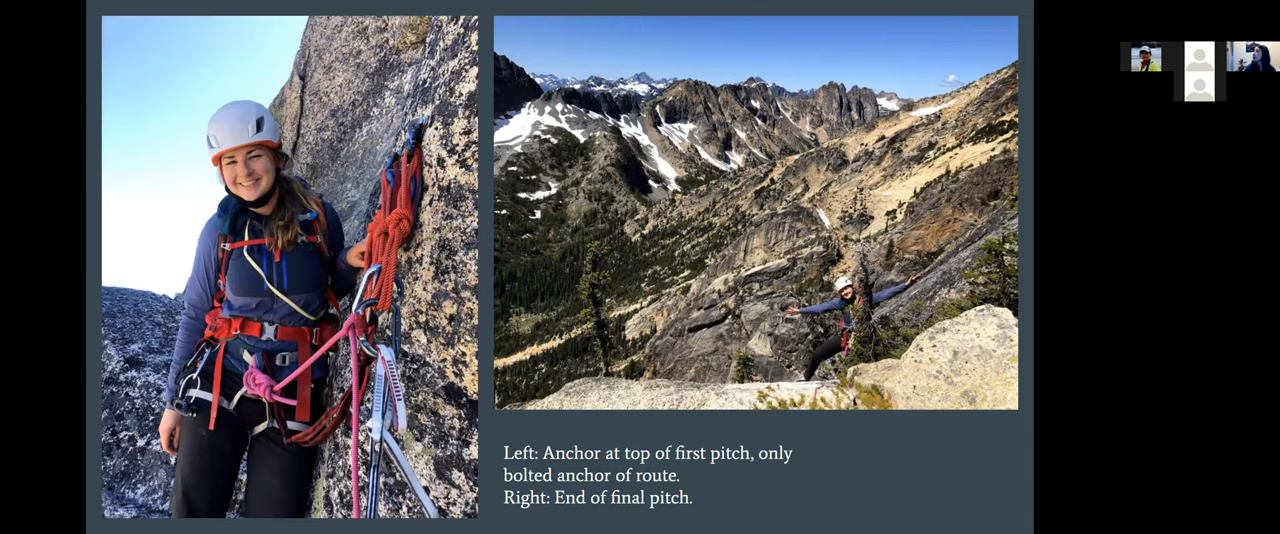 Left: Anchor at top of first pitch, only
bolted anchor of route.
Right: End of final pitch.